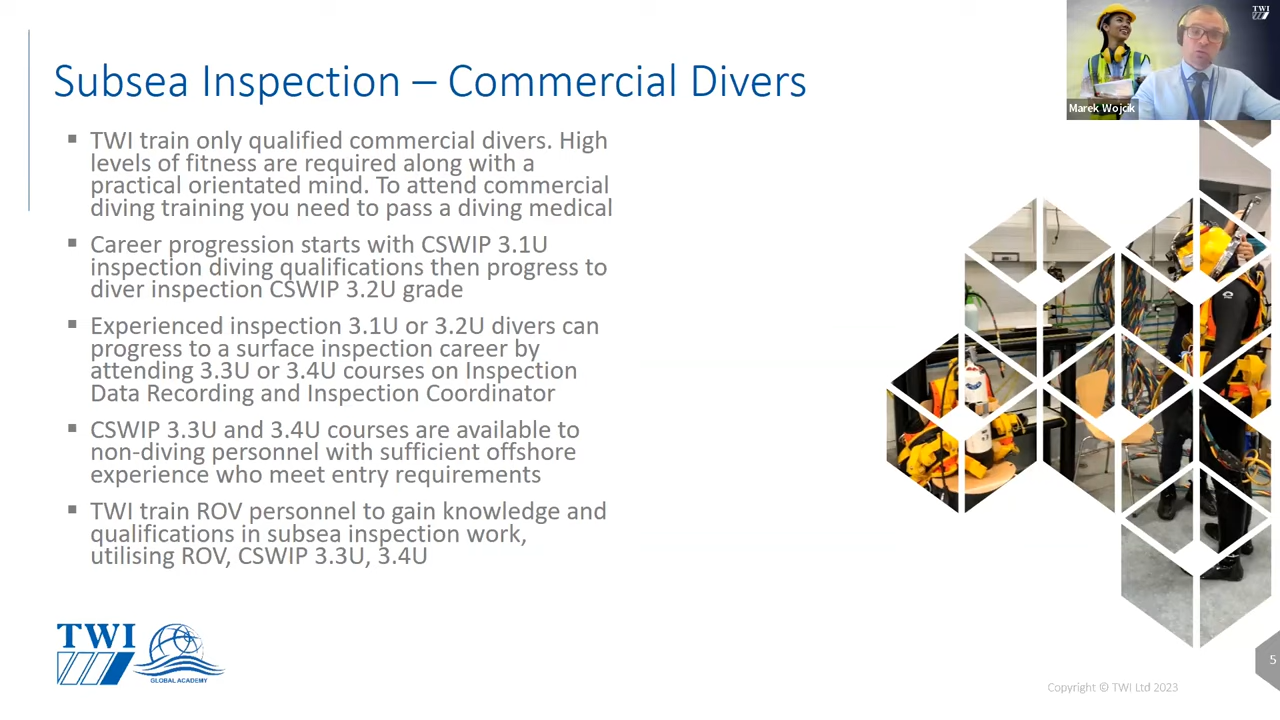 TWI
Marek Wojcik
Subsea Inspection – Commercial Divers
▪ TWI train only qualified commercial divers. High
levels of fitness are required along with a
practical orientated mind. To attend commercial
diving training you need to pass a diving medical
▪ Career progression starts with CSWIP 3.1U
inspection diving qualifications then progress to
diver inspection CSWIP 3.2U grade
▪ Experienced inspection 3.1U or 3.2U divers can
progress to a surface inspection career by
attending 3.3U or 3.4U courses on Inspection
Data Recording and Inspection Coordinator
▪ CSWIP 3.3U and 3.4U courses are available to
non-diving personnel with sufficient offshore
experience who meet entry requirements
▪ TWI train ROV personnel to gain knowledge and
qualifications in subsea inspection work,
utilising ROV, CSWIP 3.3U, 3.4U
TWI
GLOBAL ACADEMY
5
Copyright © TWI Ltd 2023